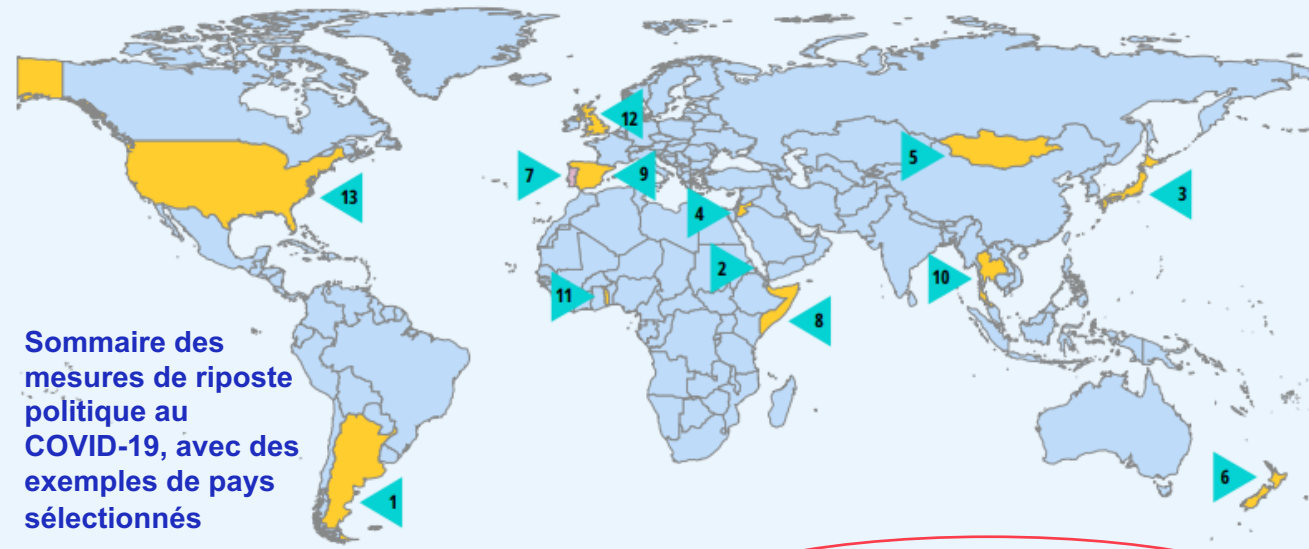 12
5
7
9
13
3
4
2
10
11
8
Sommaire des
mesures de riposte
politique au
COVID-19, avec des
exemples de pays
sélectionnés
6
1